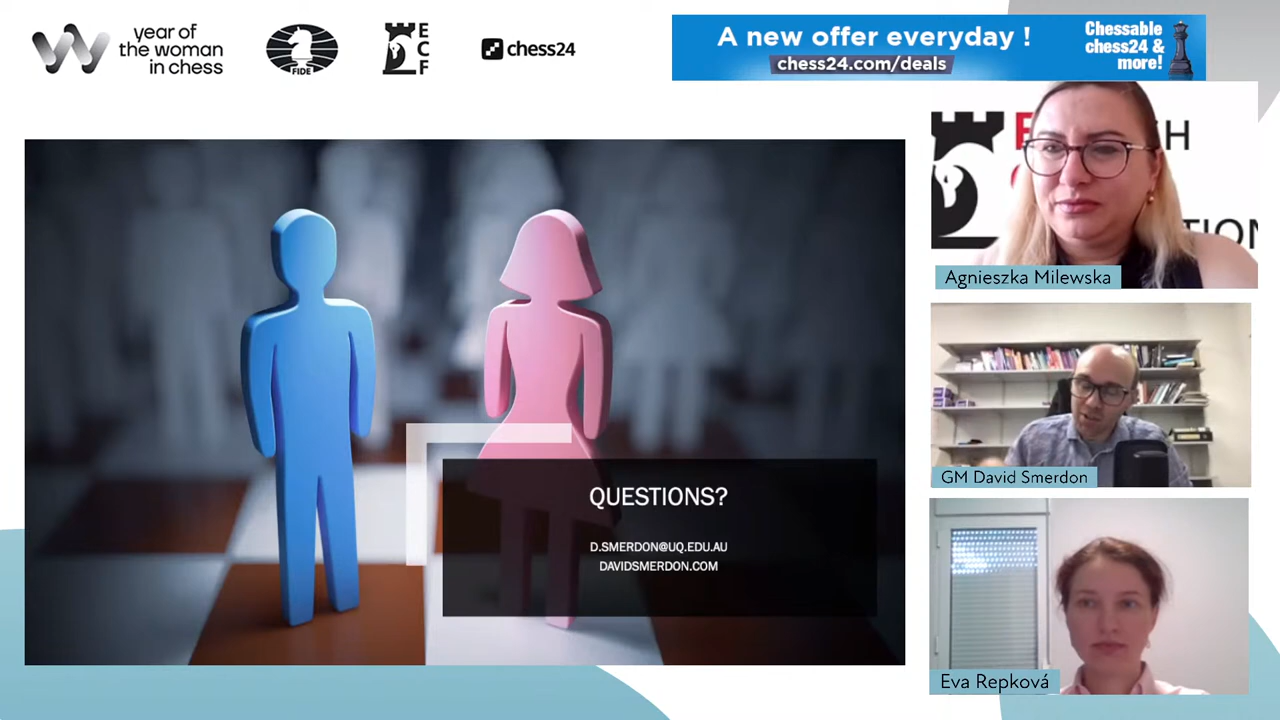 year of
the woman
in chess
FIDE
E
C
F
chess24
A new offer everyday !
chess24.com/deals
Chessable
chess24 &
more!
H
TION
Agnieszka Milewska
QUESTIONS?
D.SMERDON@UQ.EDU.AU
DAVIDSMERDON.COM
GM David Smerdon
Eva Repková